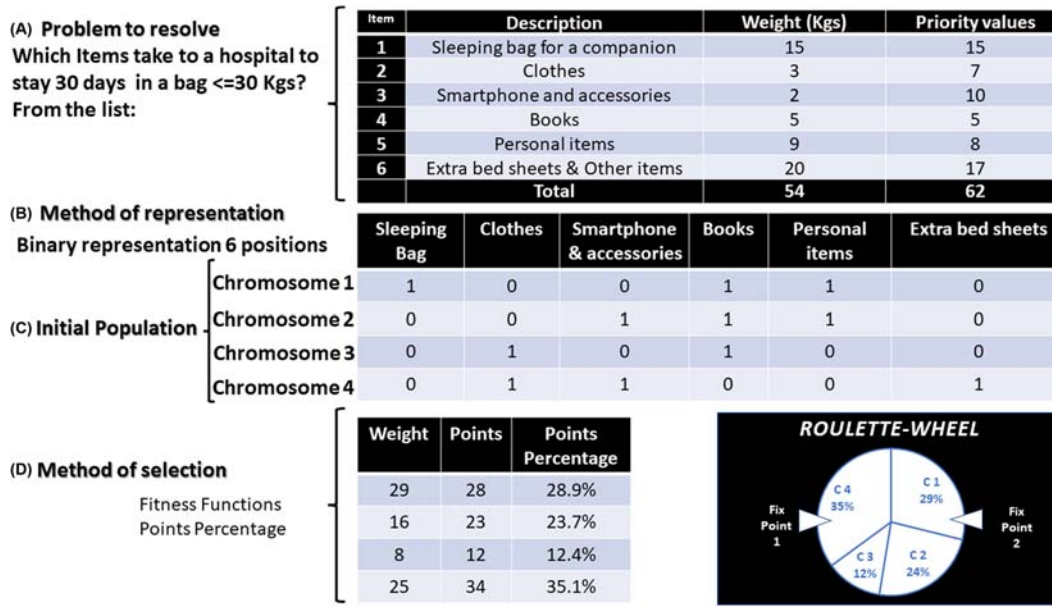 (A) Problem to resolve
Which Items take to a hospital to
stay 30 days in a bag <=30 Kgs?
From the list:
Item Description Weight (Kgs) Priority values
1 Sleeping bag for a companion 15 15
2 Clothes 3 7
3 Smartphone and accessories 2 10
4 Books 5 5
5 Personal items 9 8
6 Extra bed sheets & Other items 20 17
Total 54 62
(B) Method of representation
Binary representation 6 positions
Sleeping Bag Clothes Smartphone & accessories Books Personal items Extra bed sheets
(C) Initial Population
Chromosome 1 1 0 0 1 1 0
Chromosome 2 0 0 1 1 1 0
Chromosome 3 0 1 0 1 0 0
Chromosome 4 0 1 1 0 0 1
(D) Method of selection
Fitness Functions
Points Percentage
Weight Points Points Percentage
29 28 28.9%
16 23 23.7%
8 12 12.4%
25 34 35.1%
ROULETTE-WHEEL
C 4
35%
C 1
29%
Fix
Point
1
Fix
Point
2
C 3
12%
C 2
24%